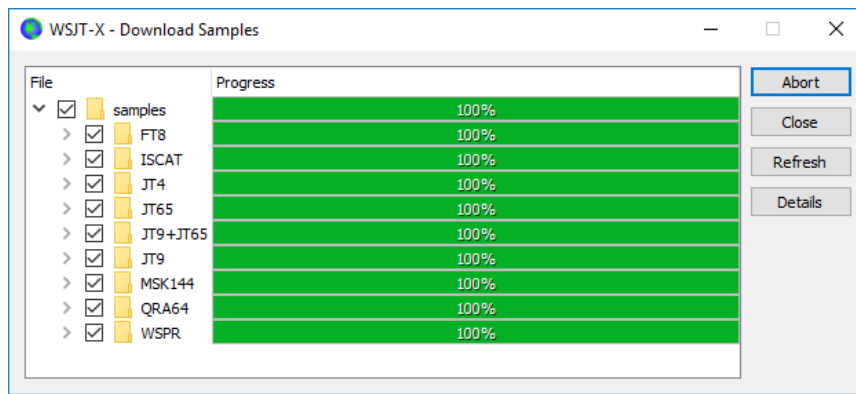 WSJT-X - Download Samples
File Progress Abort
samples 100%
Close
FT8 100%
ISCAT 100% Refresh
JT4 100%
JT65 100% Details
JT9+JT65 100%
JT9 100%
MSK144 100%
QRA64 100%
WSPR 100%